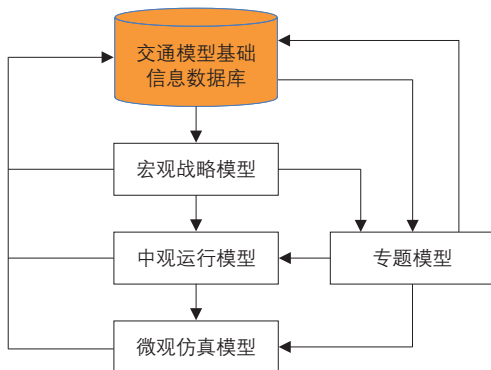 交通模型基础
信息数据库
宏观战略模型
中观运行模型
专题模型
微观仿真模型